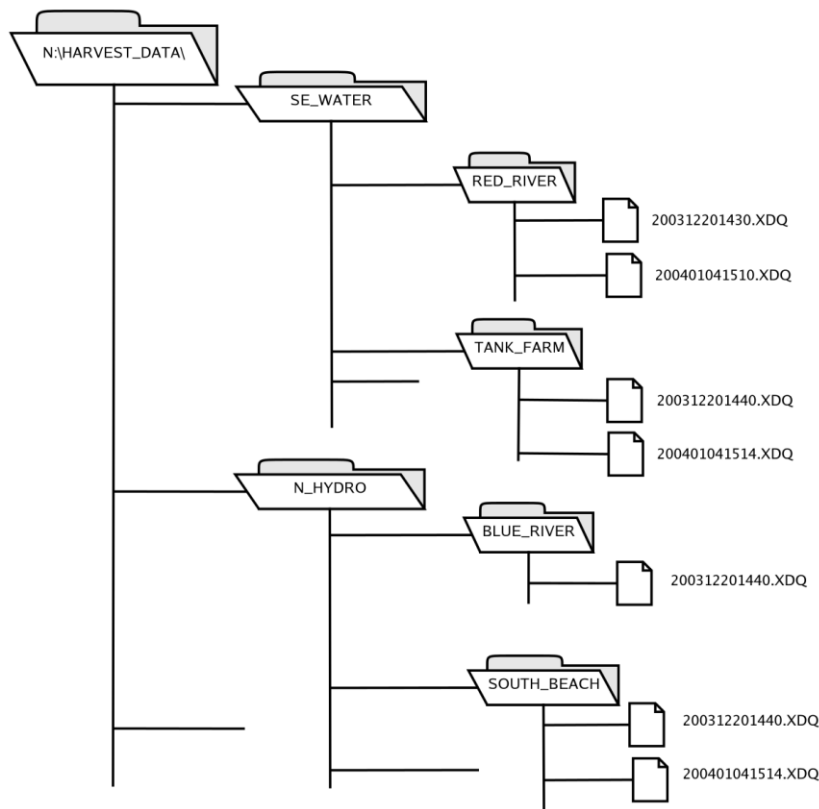 N:\HARVEST_DATA\
SE_WATER
RED_RIVER
200312201430.XDQ
200401041510.XDQ
TANK_FARM
200312201440.XDQ
200401041514.XDQ
N_HYDRO
BLUE_RIVER
200312201440.XDQ
SOUTH_BEACH
200312201440.XDQ
200401041514.XDQ